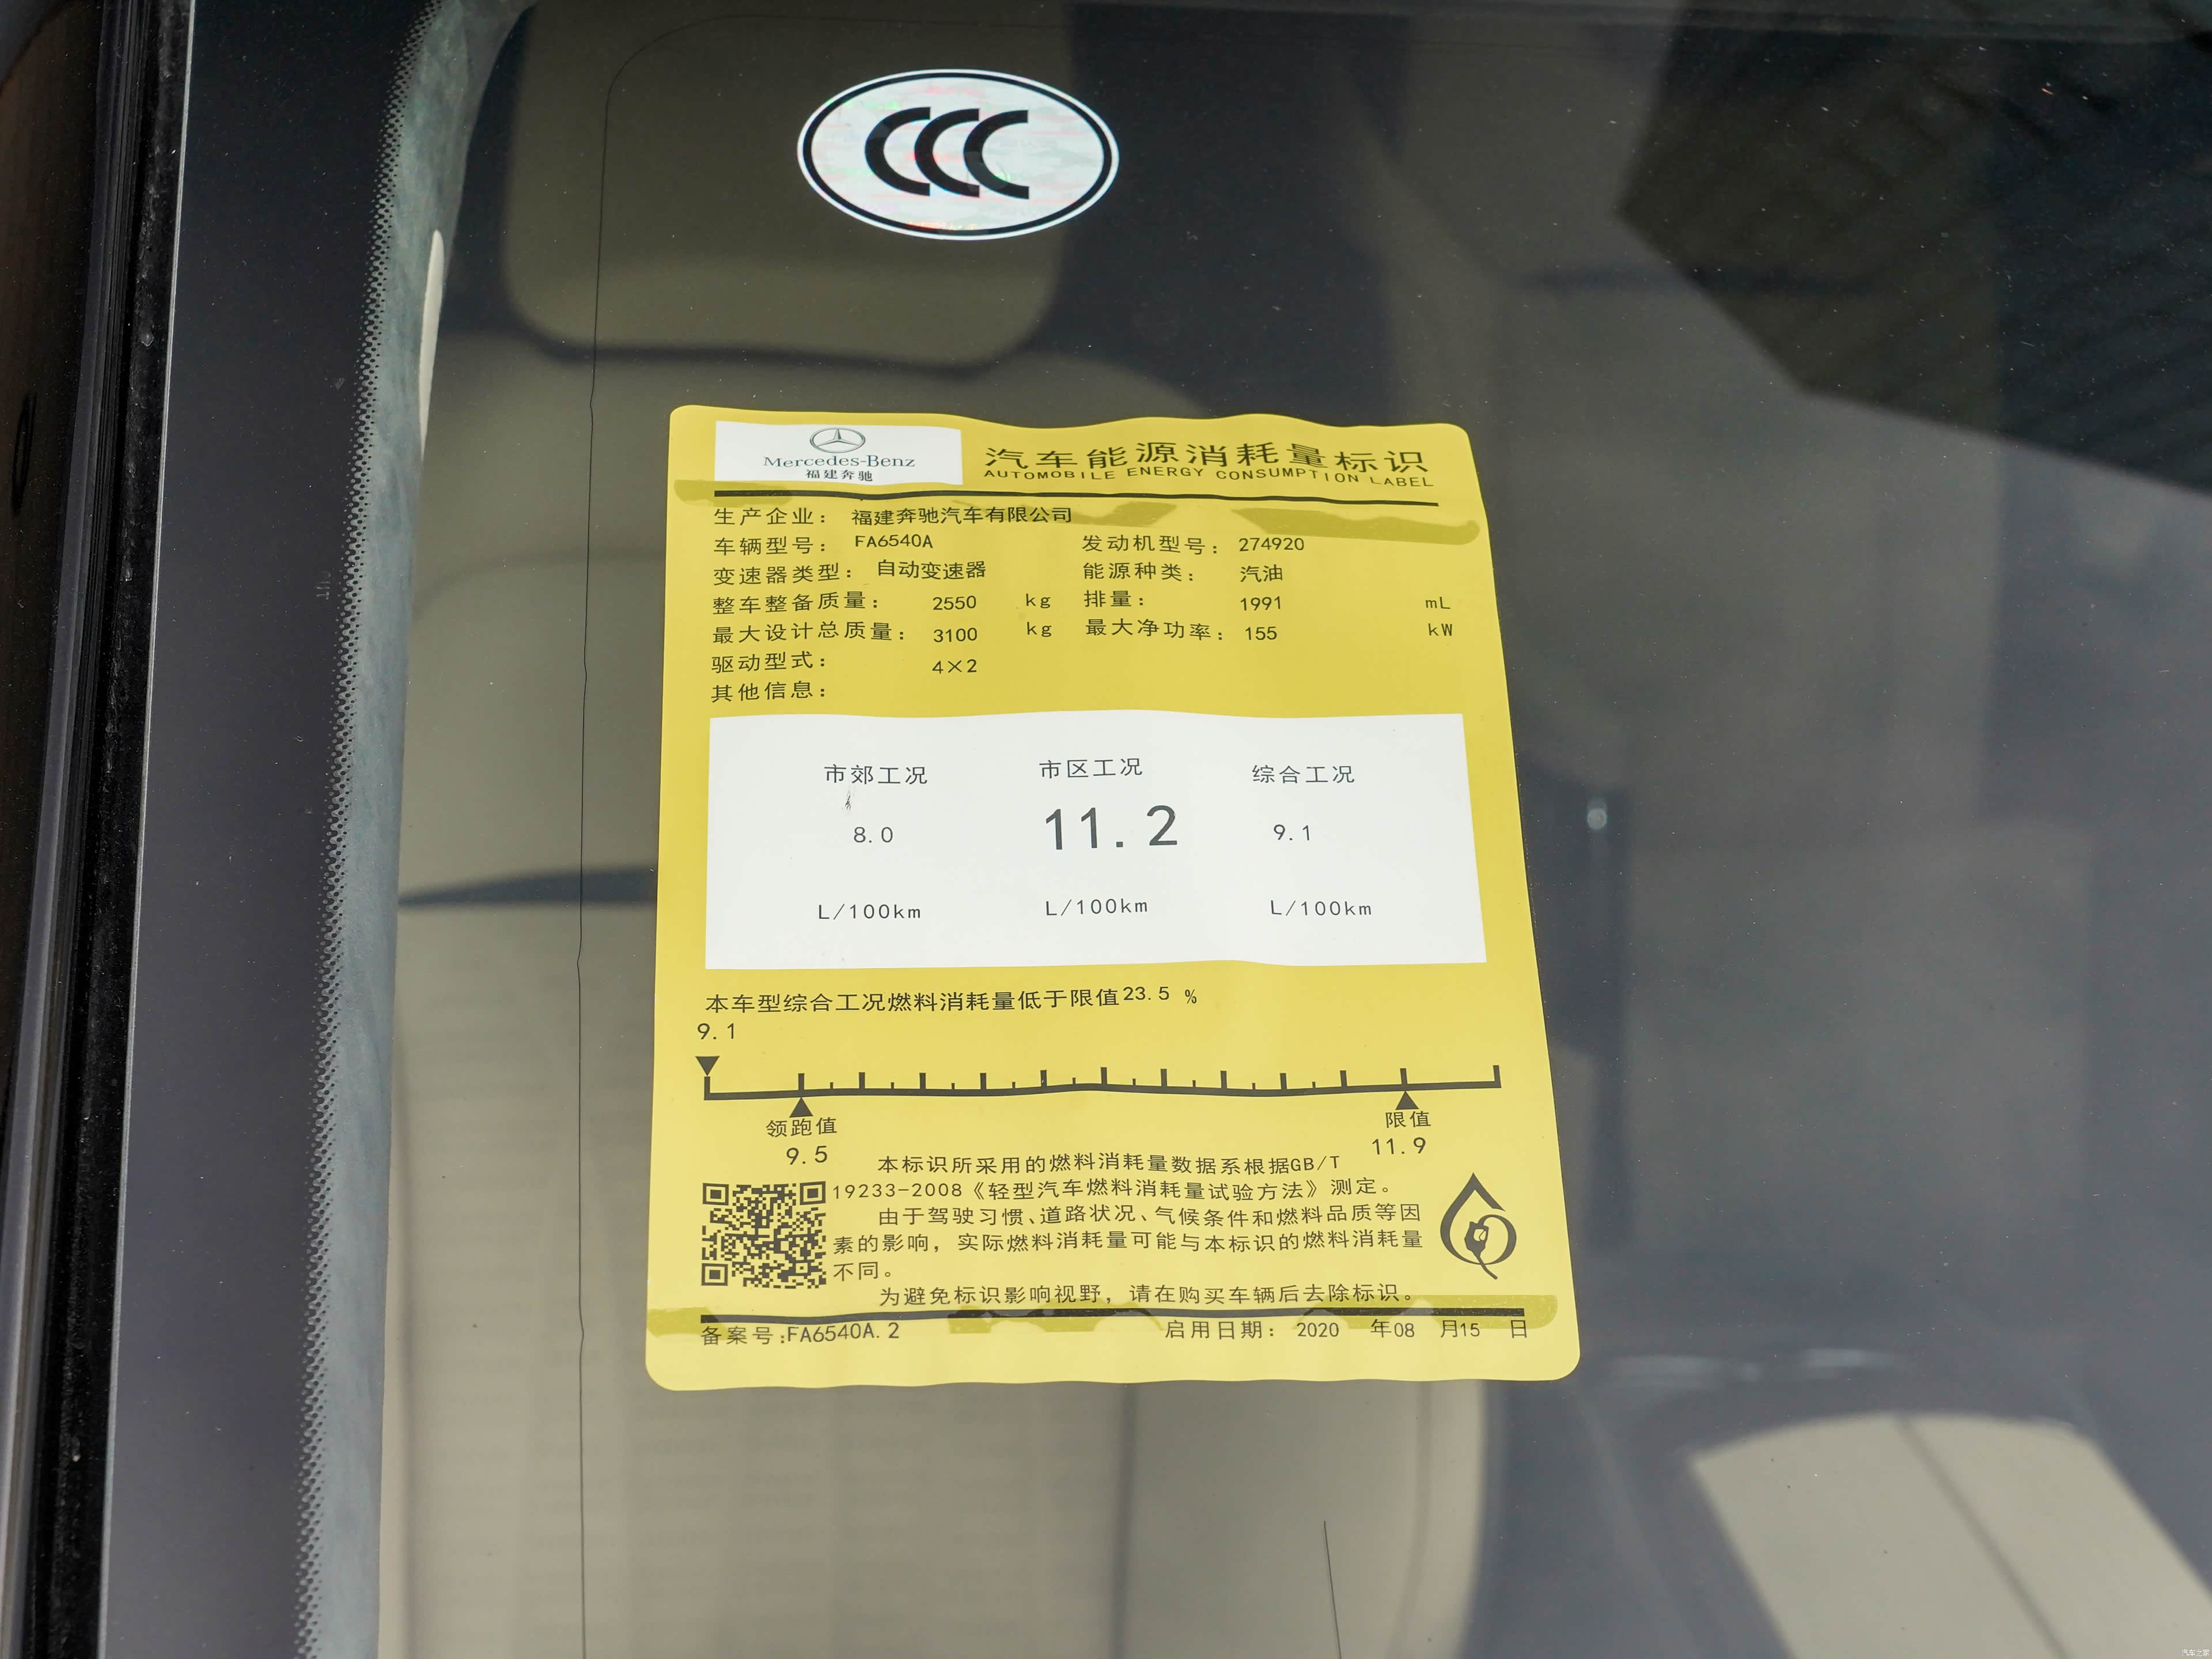 CCC
Mercedes-Benz
福建奔驰
汽车能源消耗量标识
AUTOMOBILE ENERGY CONSUMPTION LABEL
生产企业： 福建奔驰汽车有限公司
车辆型号： FA6540A 发动机型号： 274920
变速器类型： 自动变速器 能源种类： 汽油
整车整备质量： 2550 kg 排量： 1991 mL
最大设计总质量： 3100 kg 最大净功率： 155 kW
驱动型式： 4×2
其他信息：
市郊工况 市区工况 综合工况
8.0 11.2 9.1
L/100km L/100km L/100km
本车型综合工况燃料消耗量低于限值23.5 %
9.1
领跑值 限值
9.5 11.9
本标识所采用的燃料消耗量数据系根据GB/T
19233-2008《轻型汽车燃料消耗量试验方法》测定。
由于驾驶习惯、道路状况、气候条件和燃料品质等因
素的影响，实际燃料消耗量可能与本标识的燃料消耗量
不同。
为避免标识影响视野，请在购买车辆后去除标识。
备案号:FA6540A.2 启用日期： 2020 年08 月15 日
汽车之家